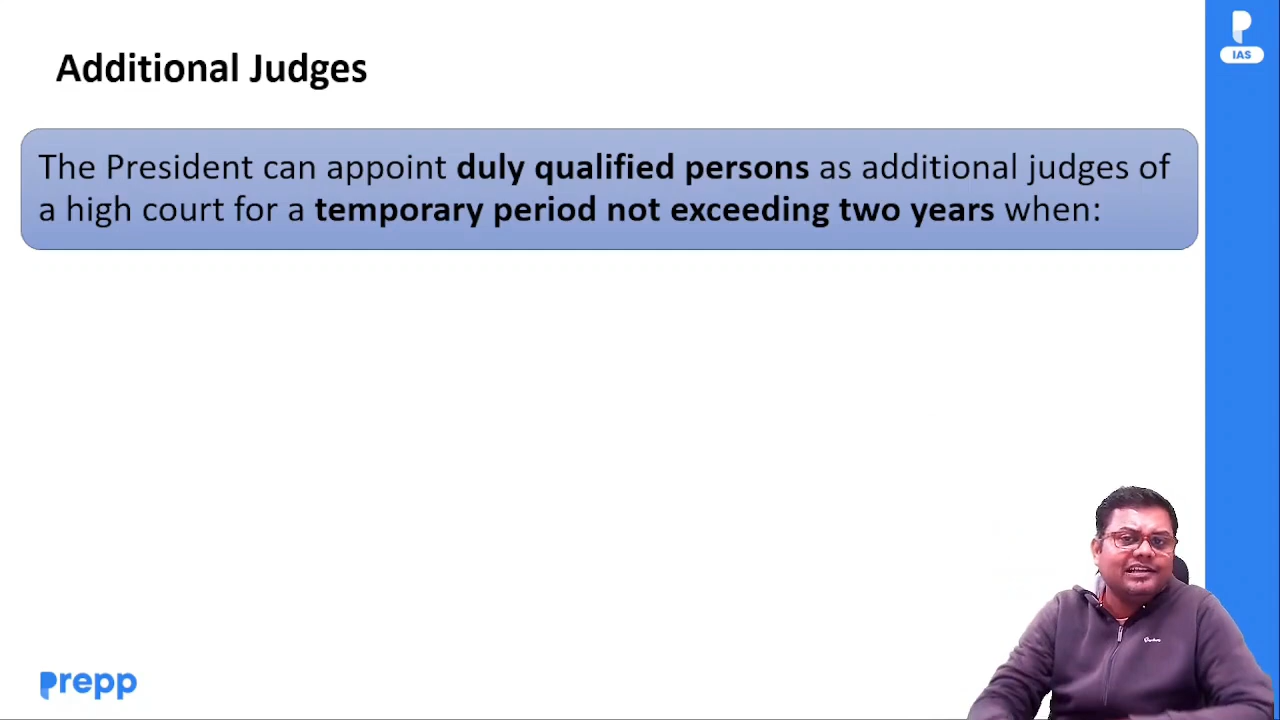 Additional Judges
IAS
The President can appoint duly qualified persons as additional judges of
a high court for a temporary period not exceeding two years when:
prepp